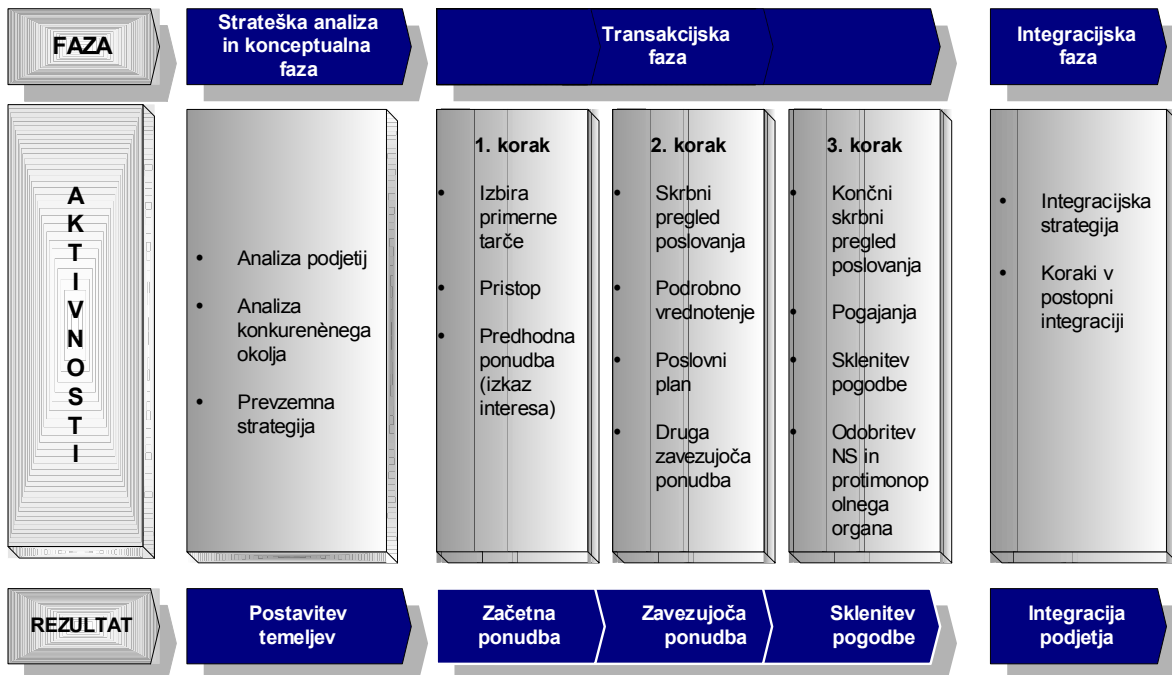 FAZA
Strateška analiza
in konceptualna
faza
Transakcijska
faza
Integracijska
faza
A
K
T
I
V
N
O
S
T
I
• Analiza podjetij
• Analiza
konkurenènega
okolja
• Prevzemna
strategija
1. korak
• Izbira
primerne
tarče
• Pristop
• Predhodna
ponudba
(izkaz
interesa)
2. korak
• Skrbni
pregled
poslovanja
• Podrobno
vrednotenje
• Poslovni
plan
• Druga
zavezujoča
ponudba
3. korak
• Končni
skrbni
pregled
poslovanja
• Pogajanja
• Sklenitev
pogodbe
• Odobritev
NS in
protimonop
olnega
organa
• Integracijska
strategija
• Koraki v
postopni
integraciji
REZULTAT
Postavitev
temeljev
Začetna
ponudba
Zavezujoča
ponudba
Sklenitev
pogodbe
Integracija
podjetja